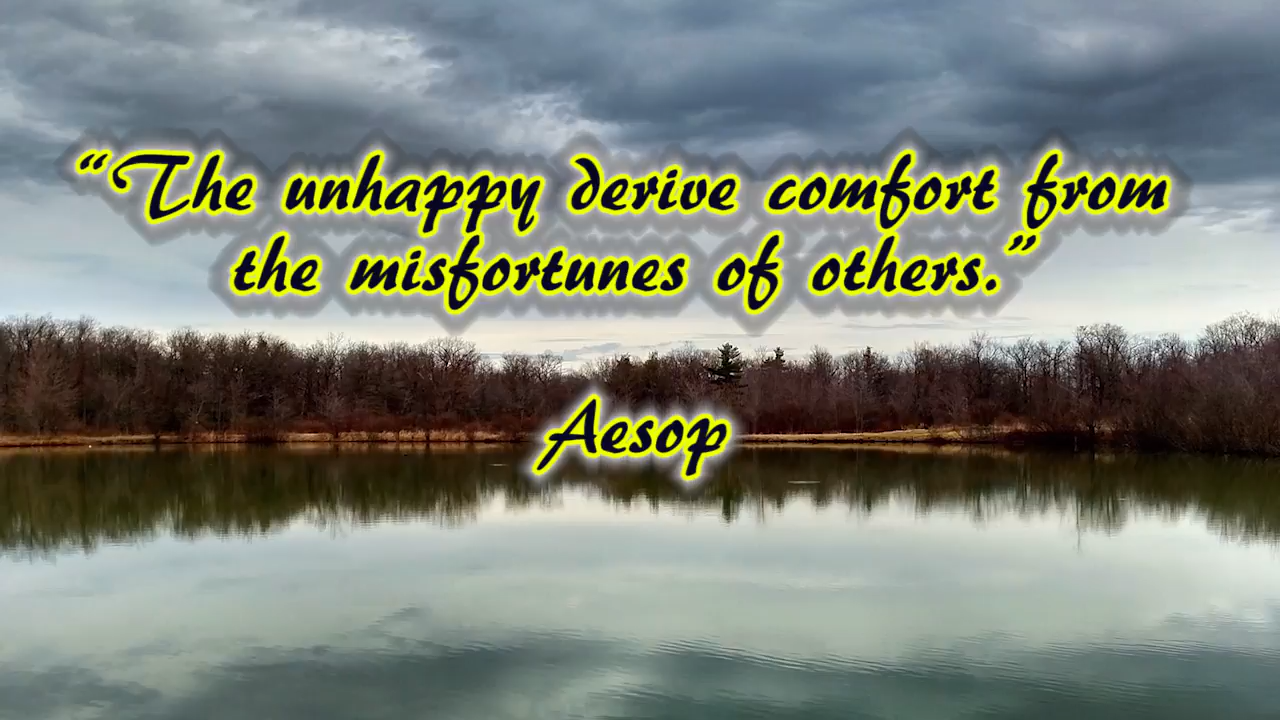 “The unhappy derive comfort from
the misfortunes of others.”
Aesop